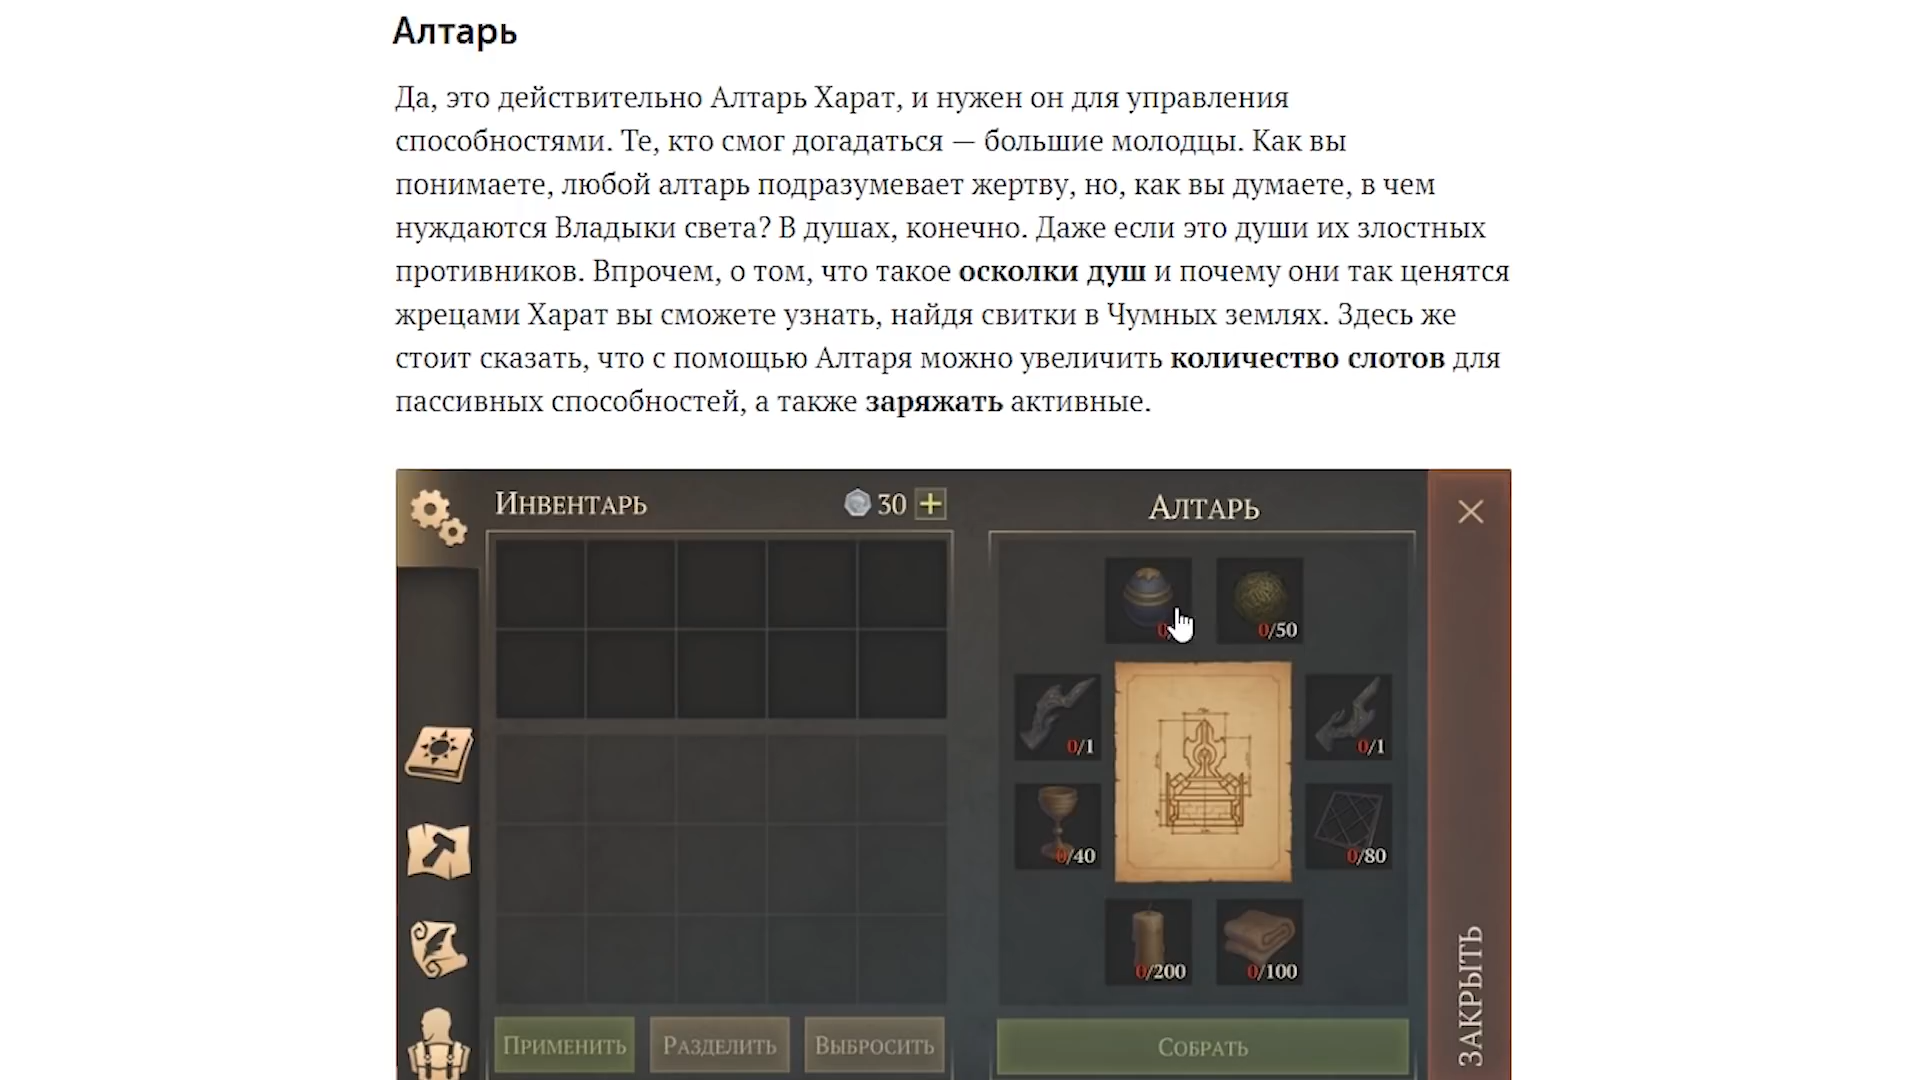 Алтарь
Да, это действительно Алтарь Харат, и нужен он для управления
способностями. Те, кто смог догадаться — большие молодцы. Как вы
понимаете, любой алтарь подразумевает жертву, но, как вы думаете, в чем
нуждаются Владыки света? В душах, конечно. Даже если это души их злостных
противников. Впрочем, о том, что такое осколки душ и почему они так ценятся
жрецами Харат вы сможете узнать, найдя свитки в Чумных землях. Здесь же
стоит сказать, что с помощью Алтаря можно увеличить количество слотов для
пассивных способностей, а также заряжать активные.
Инвентарь
30
Алтарь
0/50
0/1
0/1
0/40
0/80
0/200
0/100
Применить
Разделить
Выбросить
Собрать
Закрыть